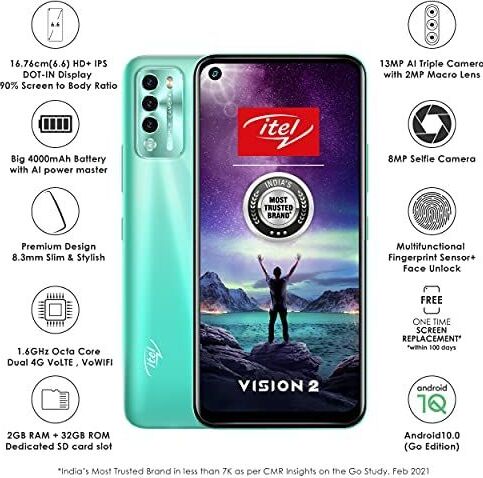 6.6
16.76cm(6.6) HD+ IPS
DOT-IN Display
90% Screen to Body Ratio
Big 4000mAh Battery
with AI power master
Premium Design
8.3mm Slim & Stylish
1.6GHz Octa Core
Dual 4G VoLTE , VoWIFI
2GB RAM + 32GB ROM
Dedicated SD card slot
itel
itel
INDIA'S
MOST
TRUSTED
BRAND*
VISION 2
13MP AI Triple Camera
with 2MP Macro Lens
8MP Selfie Camera
Multifunctional
Fingerprint Sensor+
Face Unlock
FREE
ONE TIME
SCREEN
REPLACEMENT*
*within 100 days
android
10
Android10.0
(Go Edition)
*India's Most Trusted Brand in less than 7K as per CMR Insights on the Go Study. Feb 2021